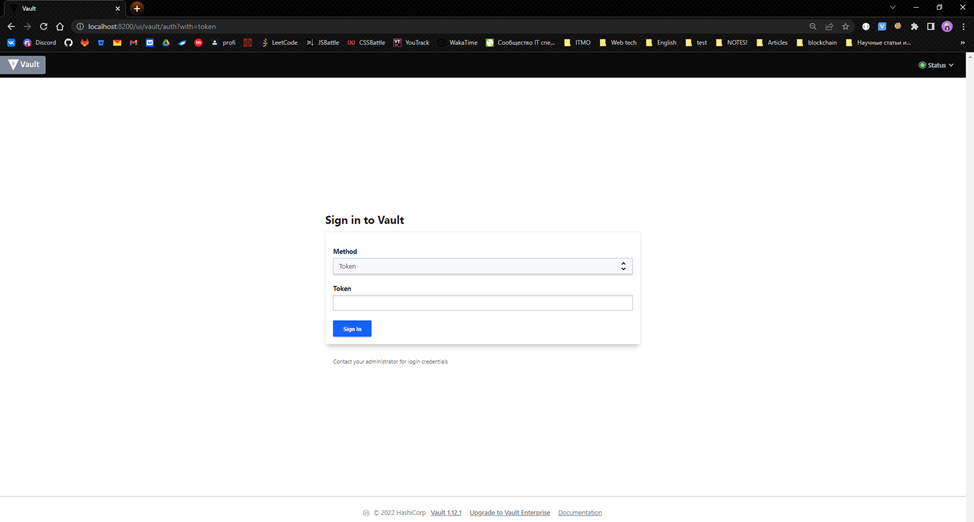 Vault
localhost:8200/ui/vault/auth?with=token
Discord profi LeetCode JSBattle CSSBattle YouTrack WakaTime Сообщество IT спе... ITMO Web tech English test NOTES! Articles blockchain Научные статьи и... »
Vault Status
Sign in to Vault
Method
Token
Token
Sign In
Contact your administrator for login credentials
© 2022 HashiCorp Vault 1.12.1 Upgrade to Vault Enterprise Documentation